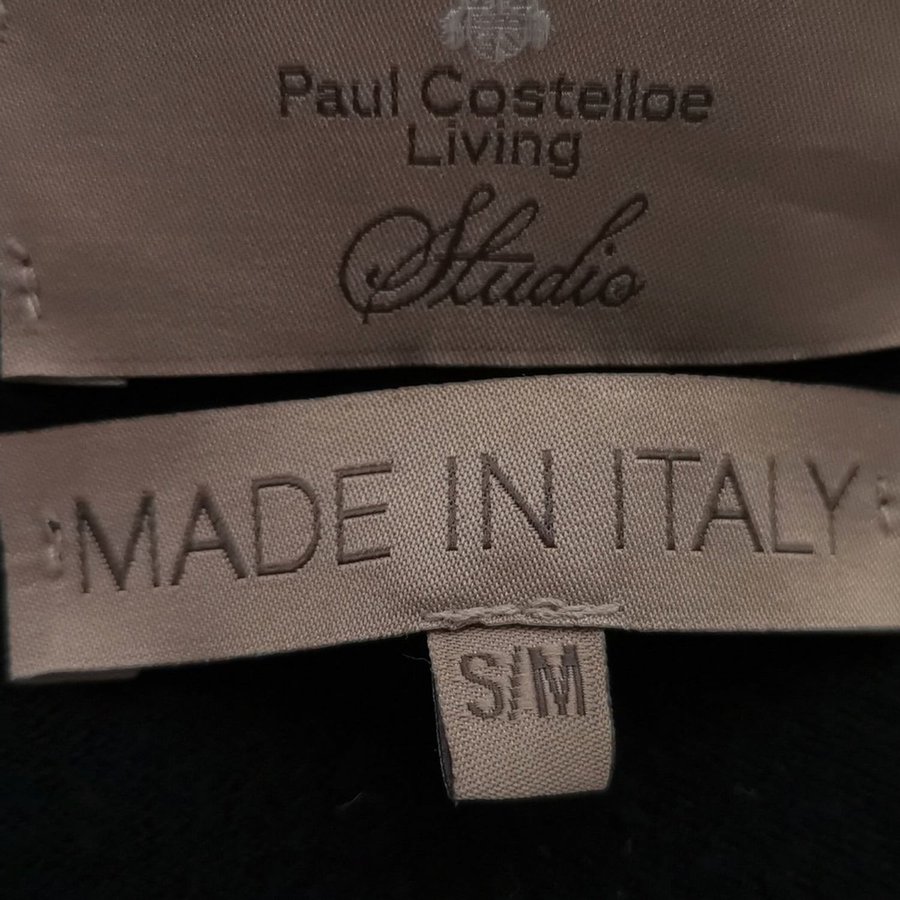 Paul Costelloe
Living
Studio
MADE IN ITALY
S/M